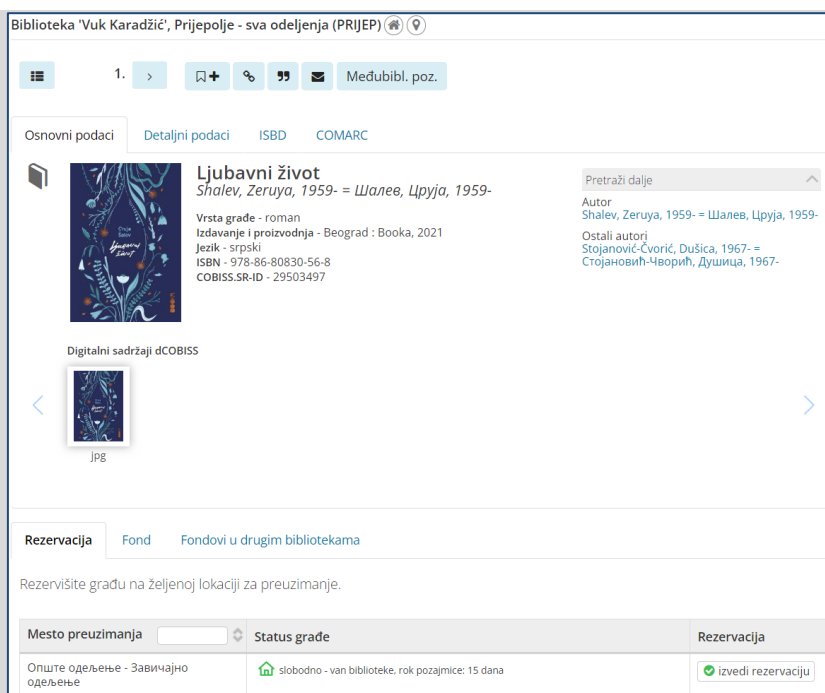 Biblioteka 'Vuk Karadžić', Prijepolje - sva odeljenja (PRIJEP)
1.
Međubibl. poz.
Osnovni podaci
Detaljni podaci
ISBD
COMARC
Ljubavni život
Shalev, Zeruya, 1959- = Шалев, Цруја, 1959-
Vrsta građe - roman
Izdavanje i proizvodnja - Beograd : Booka, 2021
Jezik - srpski
ISBN - 978-86-80830-56-8
COBISS.SR-ID - 29503497
Pretraži dalje
Autor
Shalev, Zeruya, 1959- = Шалев, Цруја, 1959-
Ostali autori
Stojanović-Čvorić, Dušica, 1967- =
Стојановић-Чворић, Душица, 1967-
Cruja
Šalev
Ljubavni
život
Digitalni sadržaji dCOBISS
jpg
Rezervacija
Fond
Fondovi u drugim bibliotekama
Rezervišite građu na željenoj lokaciji za preuzimanje.
Mesto preuzimanja
Status građe
Rezervacija
Опште одељење - Завичајно
одељење
slobodno - van biblioteke, rok pozajmice: 15 dana
izvedi rezervaciju